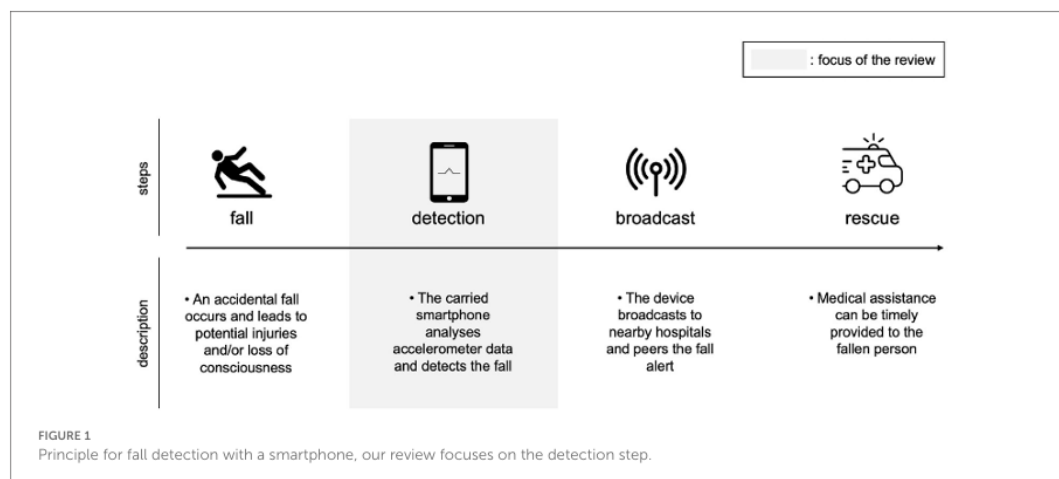 : focus of the review
steps
fall
detection
broadcast
rescue
description
• An accidental fall
occurs and leads to
potential injuries
and/or loss of
consciousness
• The carried
smartphone
analyses
accelerometer data
and detects the fall
• The device
broadcasts to
nearby hospitals
and peers the fall
alert
• Medical assistance
can be timely
provided to the
fallen person
FIGURE 1
Principle for fall detection with a smartphone, our review focuses on the detection step.